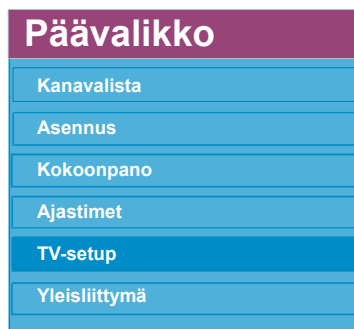 Päävalikko
Kanavalista
Asennus
Kokoonpano
Ajastimet
TV-setup
Yleisliittymä